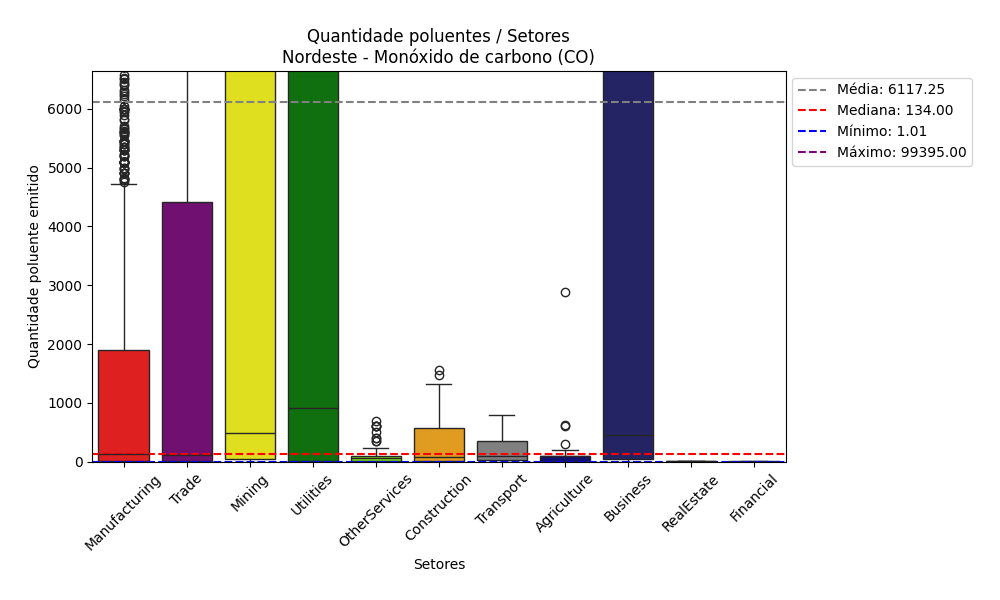 Quantidade poluentes / Setores
Nordeste - Monóxido de carbono (CO)
Quantidade poluente emitido
6000
5000
4000
3000
2000
1000
0
Manufacturing
Trade
Mining
Utilities
OtherServices
Construction
Transport
Agriculture
Business
RealEstate
Financial
Setores
Média: 6117.25
Mediana: 134.00
Mínimo: 1.01
Máximo: 99395.00